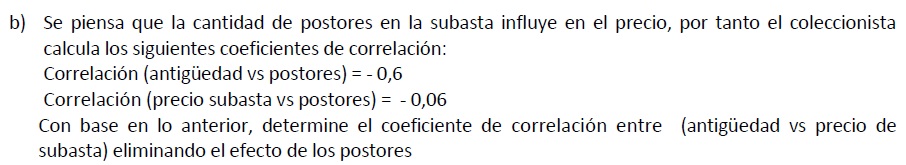 b) Se piensa que la cantidad de postores en la subasta influye en el precio, por tanto el coleccionista
calcula los siguientes coeficientes de correlación:
Correlación (antigüedad vs postores) = - 0,6
Correlación (precio subasta vs postores) = - 0,06
Con base en lo anterior, determine el coeficiente de correlación entre (antigüedad vs precio de
subasta) eliminando el efecto de los postores